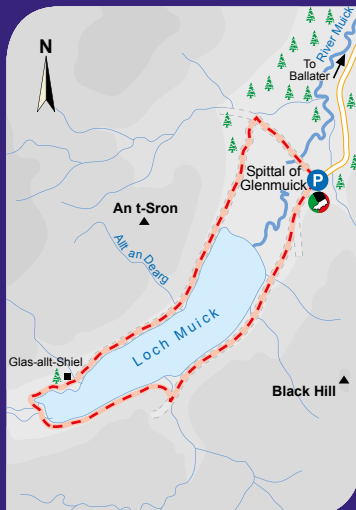 N
River Muick
To
Ballater
Spittal of
Glenmuick
P
An t-Sron
Allt an Dearg
Loch Muick
Glas-allt-Shiel
Black Hill